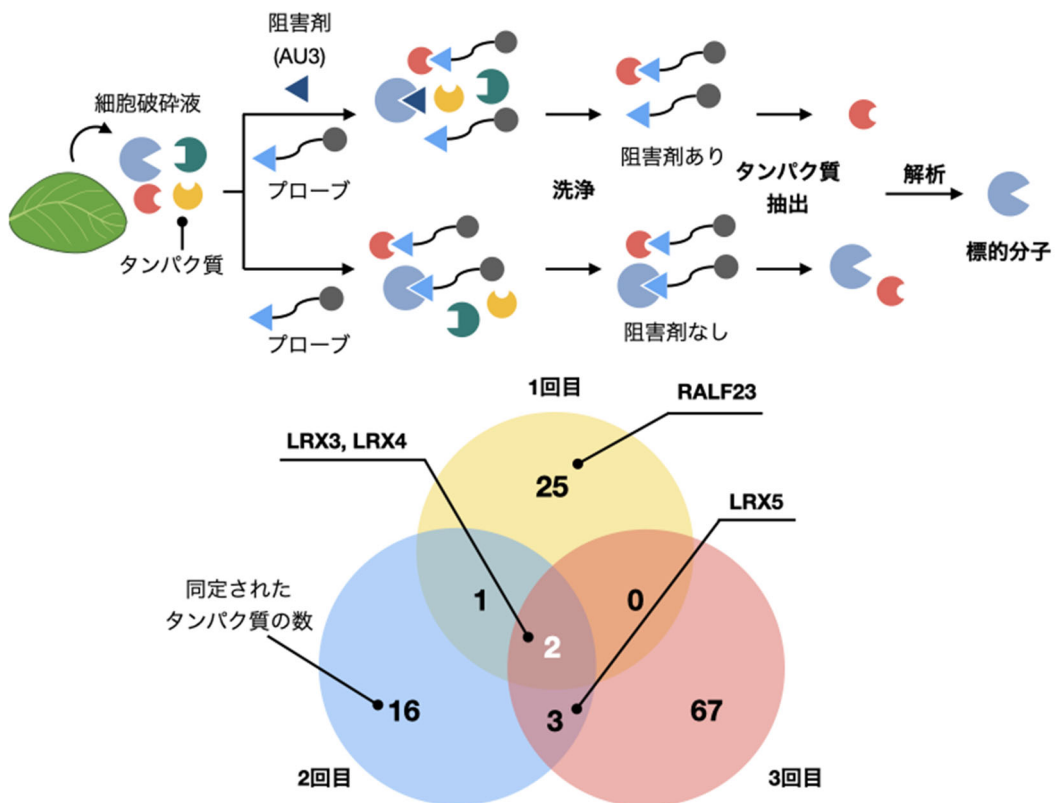 阻害剤
(AU3)
細胞破砕液
プローブ
タンパク質
プローブ
洗浄
阻害剤あり
阻害剤なし
タンパク質
抽出
解析
標的分子
1回目
RALF23
LRX3, LRX4
25
LRX5
同定された
タンパク質の数
1
0
2
16
3
67
2回目
3回目